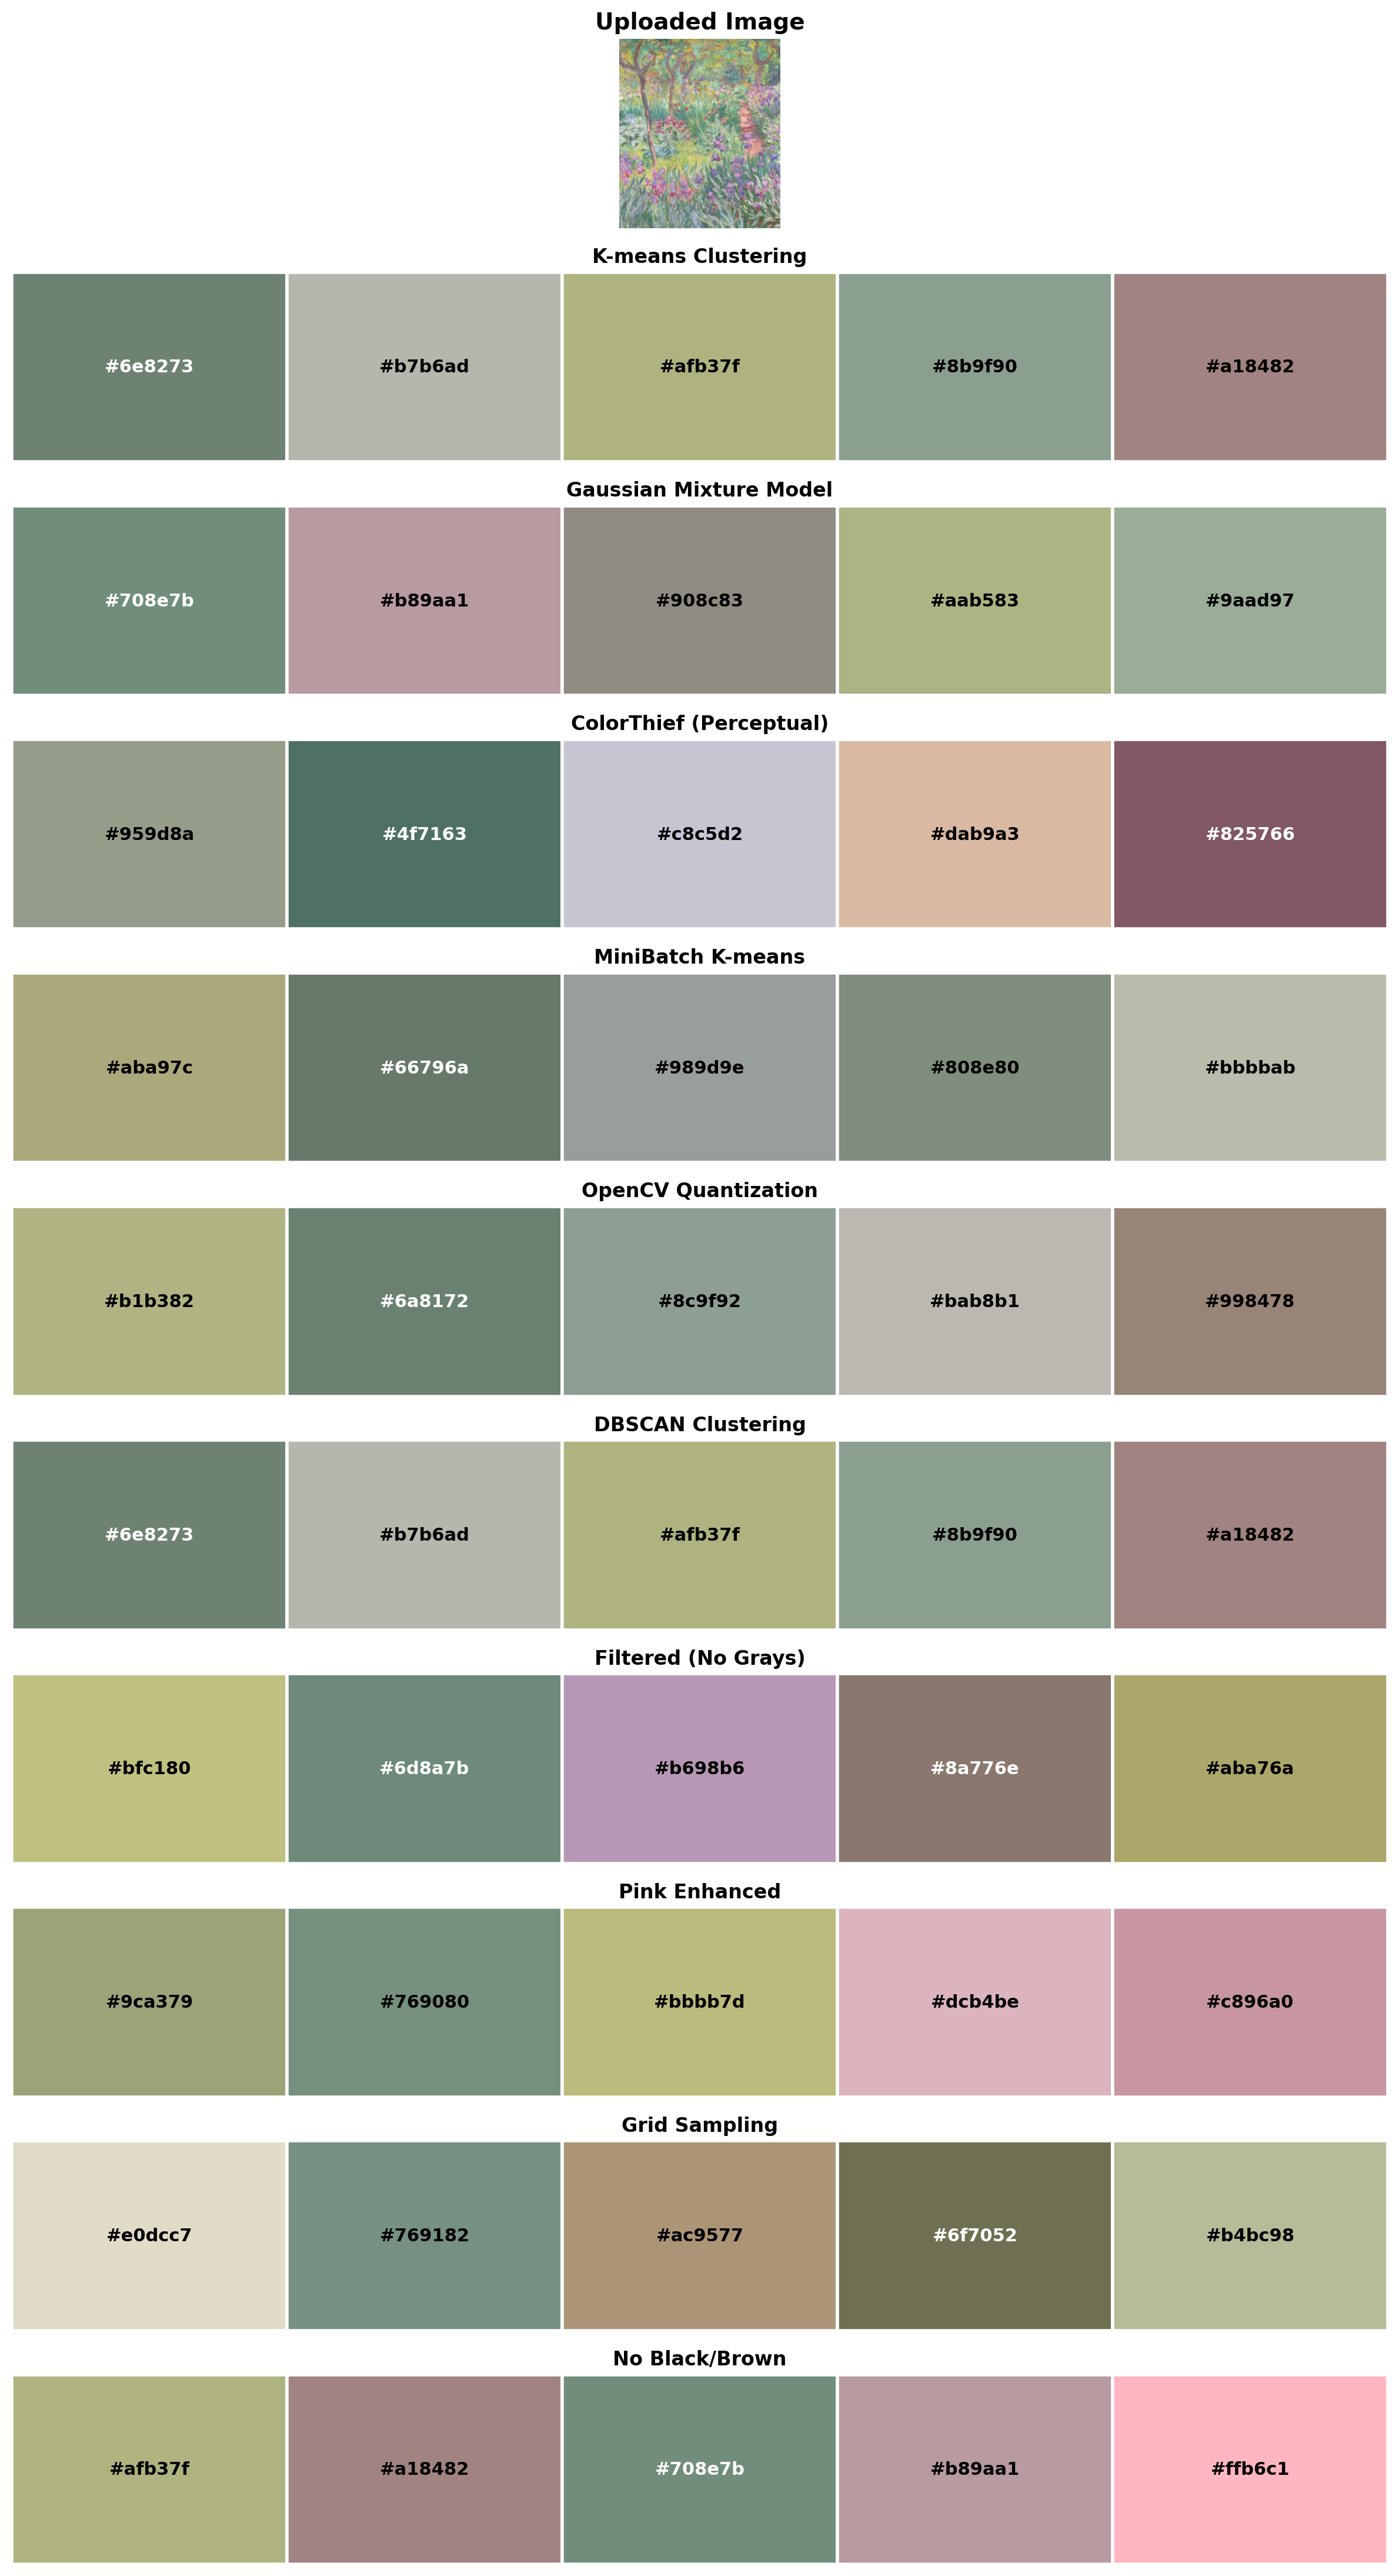 Uploaded Image
K-means Clustering
#6e8273 #b7b6ad #afb37f #8b9f90 #a18482
Gaussian Mixture Model
#708e7b #b89aa1 #908c83 #aab583 #9aad97
ColorThief (Perceptual)
#959d8a #4f7163 #c8c5d2 #dab9a3 #825766
MiniBatch K-means
#aba97c #66796a #989d9e #808e80 #bbbbab
OpenCV Quantization
#b1b382 #6a8172 #8c9f92 #bab8b1 #998478
DBSCAN Clustering
#6e8273 #b7b6ad #afb37f #8b9f90 #a18482
Filtered (No Grays)
#bfc180 #6d8a7b #b698b6 #8a776e #aba76a
Pink Enhanced
#9ca379 #769080 #bbbb7d #dcb4be #c896a0
Grid Sampling
#e0dcc7 #769182 #ac9577 #6f7052 #b4bc98
No Black/Brown
#afb37f #a18482 #708e7b #b89aa1 #ffb6c1